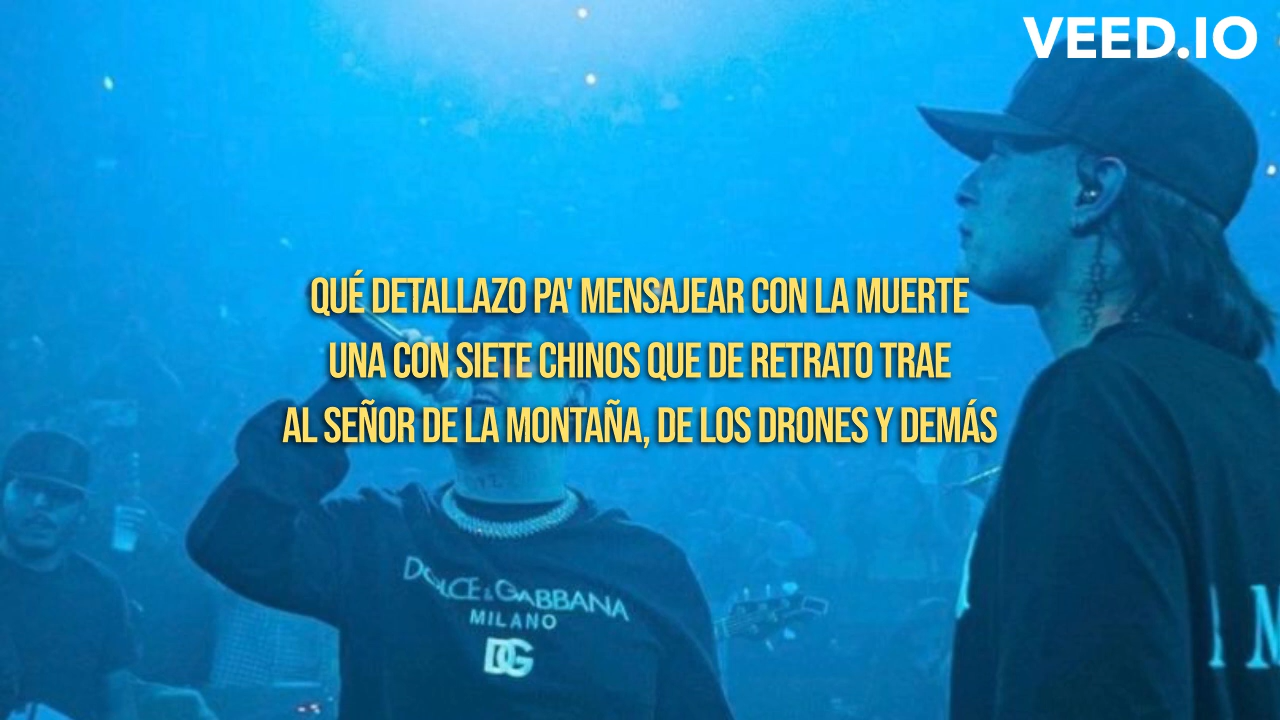 VEED.IO
QUÉ DETALLAZO PA' MENSAJEAR CON LA MUERTE
UNA CON SIETE CHINOS QUE DE RETRATO TRAE
AL SEÑOR DE LA MONTAÑA, DE LOS DRONES Y DEMÁS
DOLCE & GABBANA
MILANO
DG